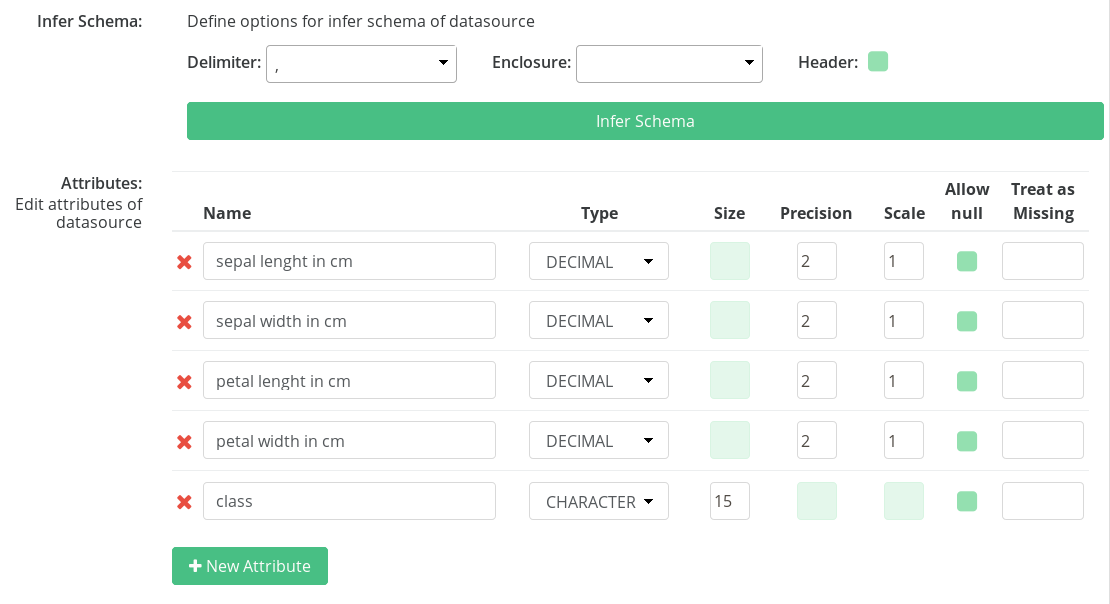 Infer Schema: Define options for infer schema of datasource
Delimiter: , Enclosure: Header:
Infer Schema
Attributes:
Edit attributes of
datasource
Name Type Size Precision Scale Allow null Treat as Missing
sepal lenght in cm DECIMAL 2 1
sepal width in cm DECIMAL 2 1
petal lenght in cm DECIMAL 2 1
petal width in cm DECIMAL 2 1
class CHARACTER 15
New Attribute